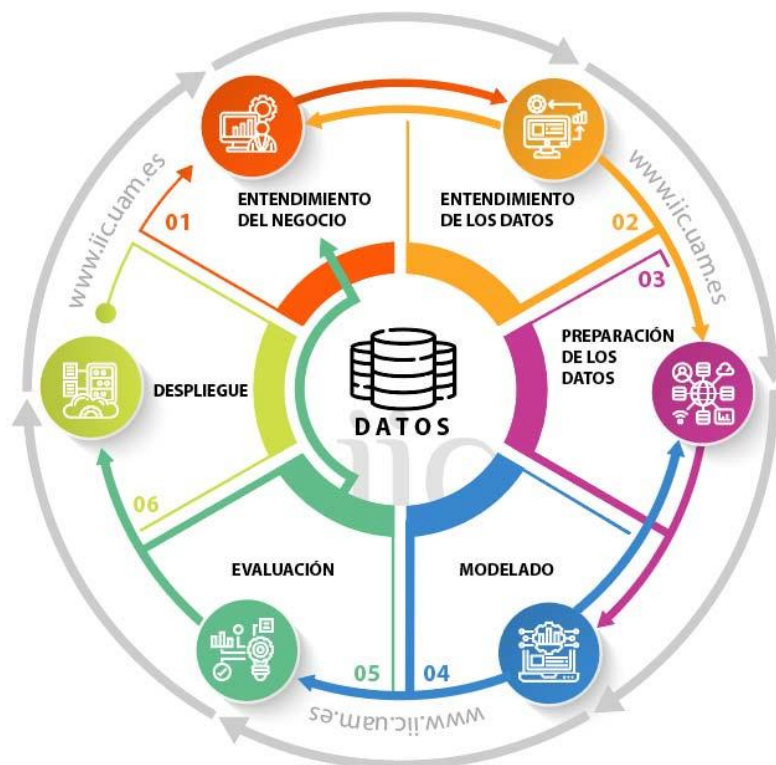 www.iic.uam.es
www.iic.uam.es
01
ENTENDIMIENTO
DEL NEGOCIO
ENTENDIMIENTO
DE LOS DATOS
02
03
PREPARACIÓN
DE LOS
DATOS
DESPLIEGUE
DATOS
iic
06
EVALUACIÓN
MODELADO
05
04
www.iic.uam.es